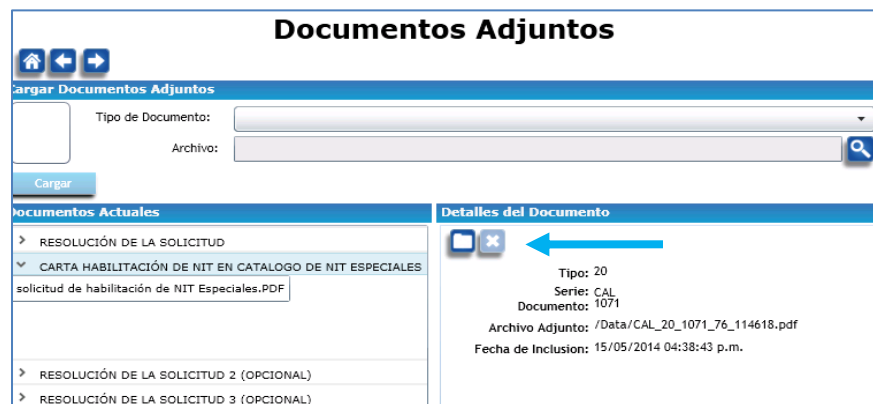 Documentos Adjuntos
Cargar Documentos Adjuntos
Tipo de Documento:
Archivo:
Cargar
Documentos Actuales
RESOLUCIÓN DE LA SOLICITUD
CARTA HABILITACIÓN DE NIT EN CATALOGO DE NIT ESPECIALES
solicitud de habilitación de NIT Especiales.PDF
RESOLUCIÓN DE LA SOLICITUD 2 (OPCIONAL)
RESOLUCIÓN DE LA SOLICITUD 3 (OPCIONAL)
Detalles del Documento
Tipo: 20
Serie: CAL
Documento: 1071
Archivo Adjunto: /Data/CAL_20_1071_76_114618.pdf
Fecha de Inclusion: 15/05/2014 04:38:43 p.m.